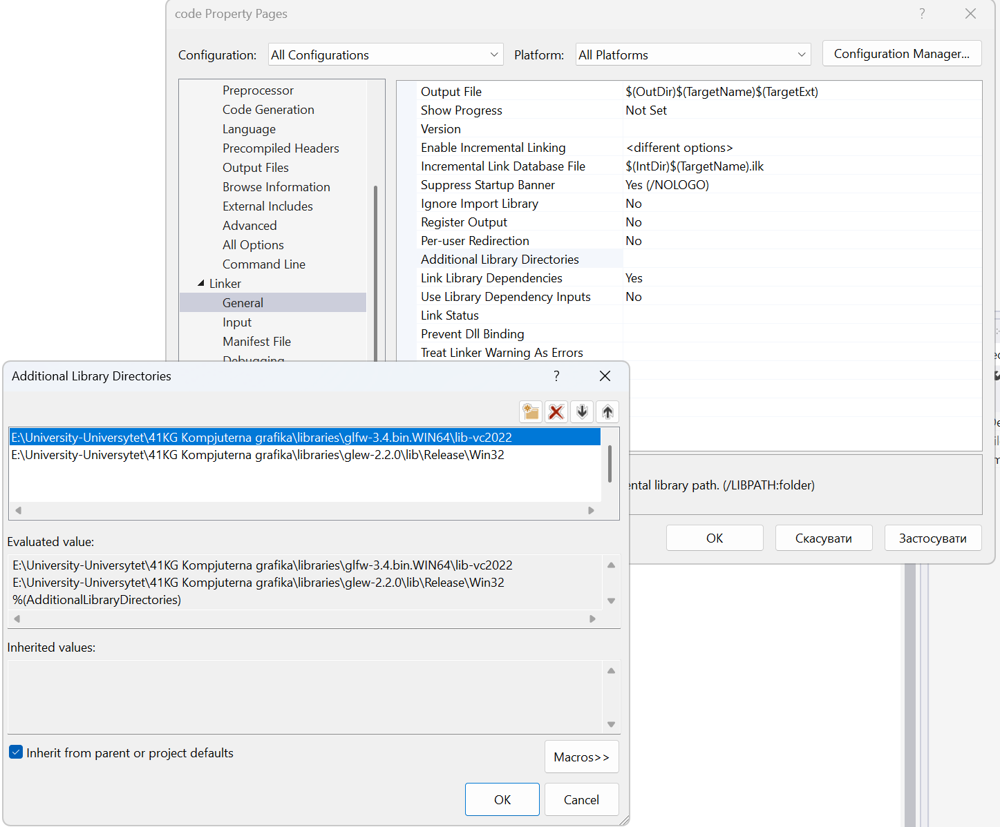 code Property Pages
?
Configuration:
All Configurations
Platform:
All Platforms
Configuration Manager...
Preprocessor
Code Generation
Language
Precompiled Headers
Output Files
Browse Information
External Includes
Advanced
All Options
Command Line
Linker
General
Input
Manifest File
Debugging
Output File $(OutDir)$(TargetName)$(TargetExt)
Show Progress Not Set
Version
Enable Incremental Linking <different options>
Incremental Link Database File $(IntDir)$(TargetName).ilk
Suppress Startup Banner Yes (/NOLOGO)
Ignore Import Library No
Register Output No
Per-user Redirection No
Additional Library Directories
Link Library Dependencies Yes
Use Library Dependency Inputs No
Link Status
Prevent Dll Binding
Treat Linker Warning As Errors
ental library path. (/LIBPATH:folder)
OK
Скасувати
Застосувати
Additional Library Directories
?
E:\University-Universytet\41KG Kompjuterna grafika\libraries\glfw-3.4.bin.WIN64\lib-vc2022
E:\University-Universytet\41KG Kompjuterna grafika\libraries\glew-2.2.0\lib\Release\Win32
Evaluated value:
E:\University-Universytet\41KG Kompjuterna grafika\libraries\glfw-3.4.bin.WIN64\lib-vc2022
E:\University-Universytet\41KG Kompjuterna grafika\libraries\glew-2.2.0\lib\Release\Win32
%(AdditionalLibraryDirectories)
Inherited values:
Inherit from parent or project defaults
Macros>>
OK
Cancel